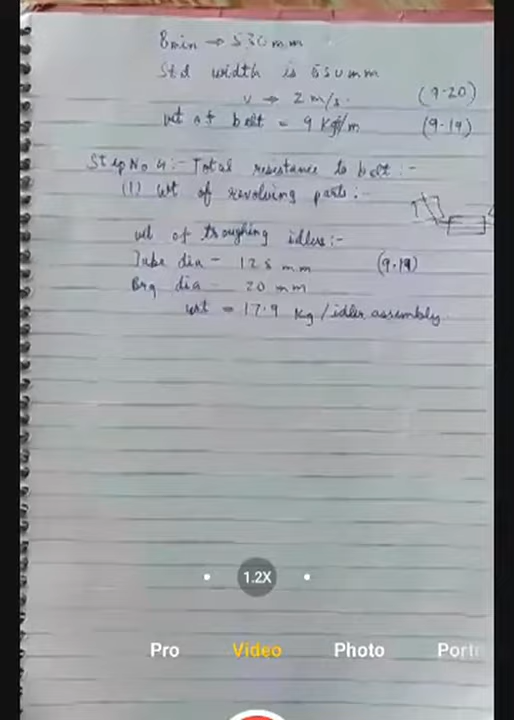 Bmin → 530 mm
Std width is 650 mm
v → 2 m/s. (9.20)
wt of belt = 9 Kgf/m (9.19)
Step No 4:- Total resistance to belt:-
(1) wt of revolving parts:-
wt of troughing idlers:-
Tube dia - 125 mm (9.19)
Brg dia - 20 mm
wt = 17.9 Kg/idler assembly.
1.2X
Pro Video Photo Port